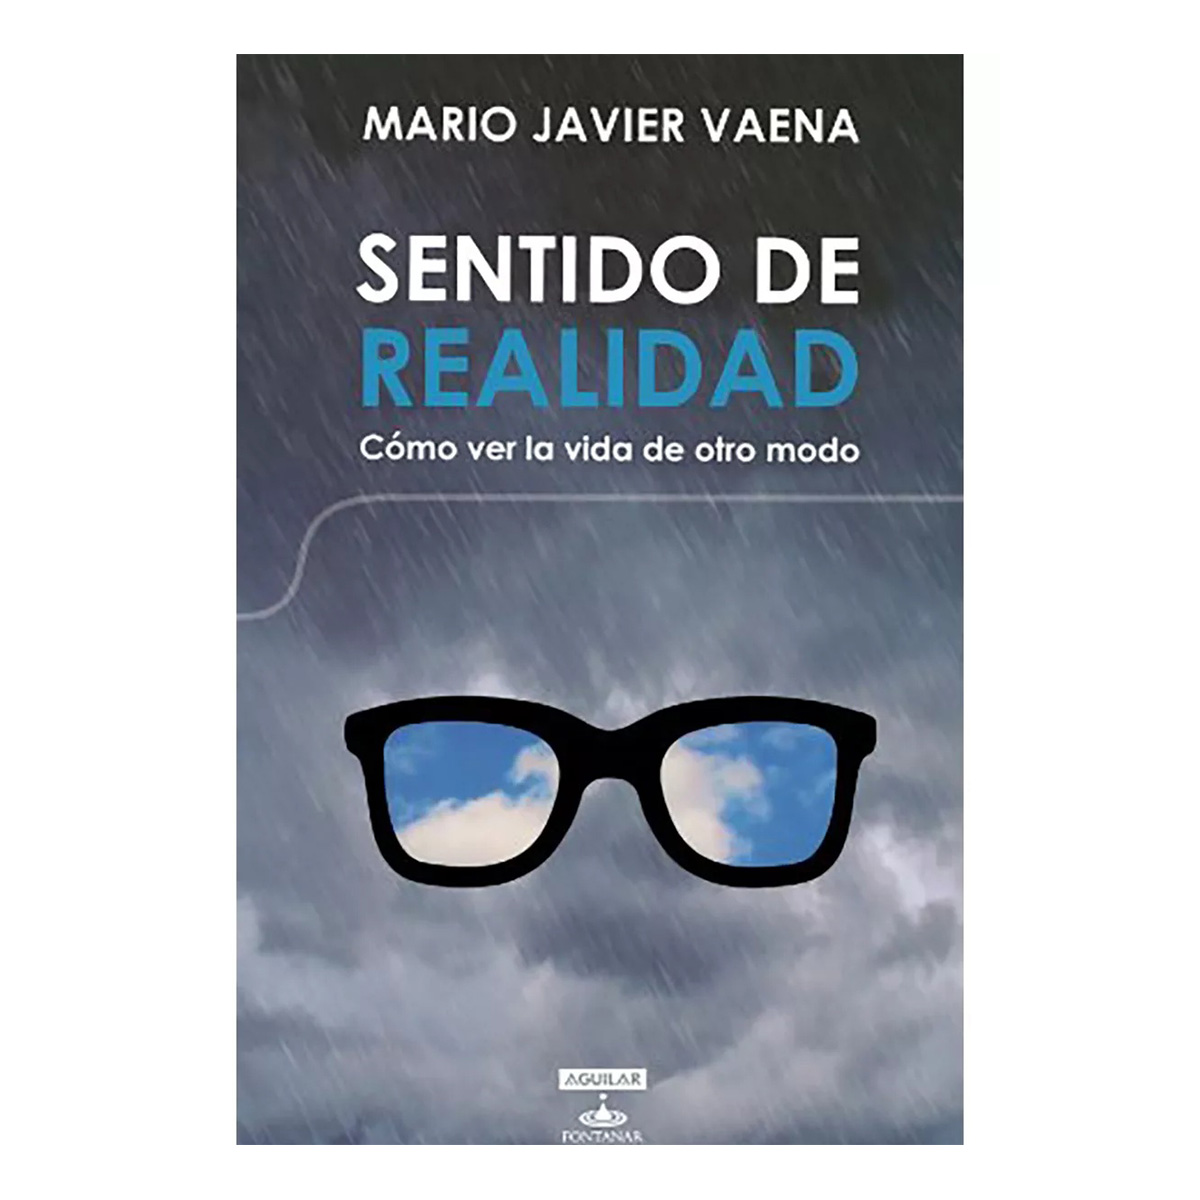 MARIO JAVIER VAENA
SENTIDO DE
REALIDAD
Cómo ver la vida de otro modo
AGUILAR
FONTANAR